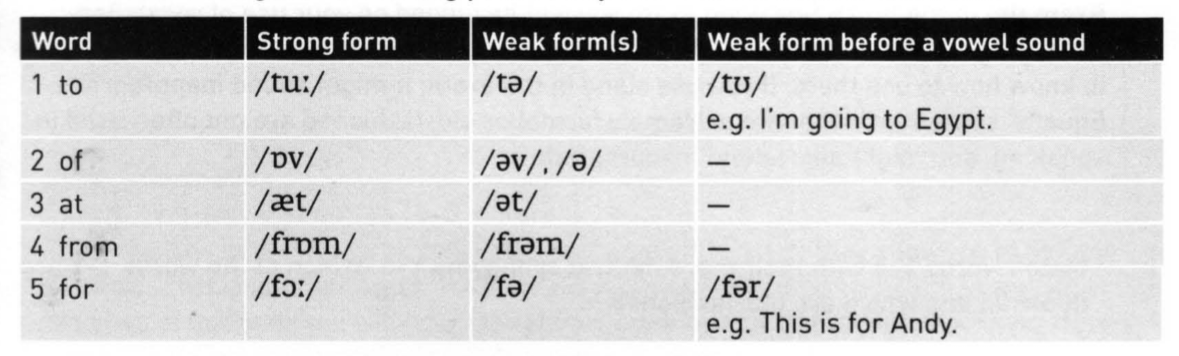 Word Strong form Weak form(s) Weak form before a vowel sound
1 to /tuː/ /tə/ /tʊ/
e.g. I'm going to Egypt.
2 of /ɒv/ /əv/, /ə/ –
3 at /æt/ /ət/ –
4 from /frɒm/ /frəm/ –
5 for /fɔː/ /fə/ /fər/
e.g. This is for Andy.